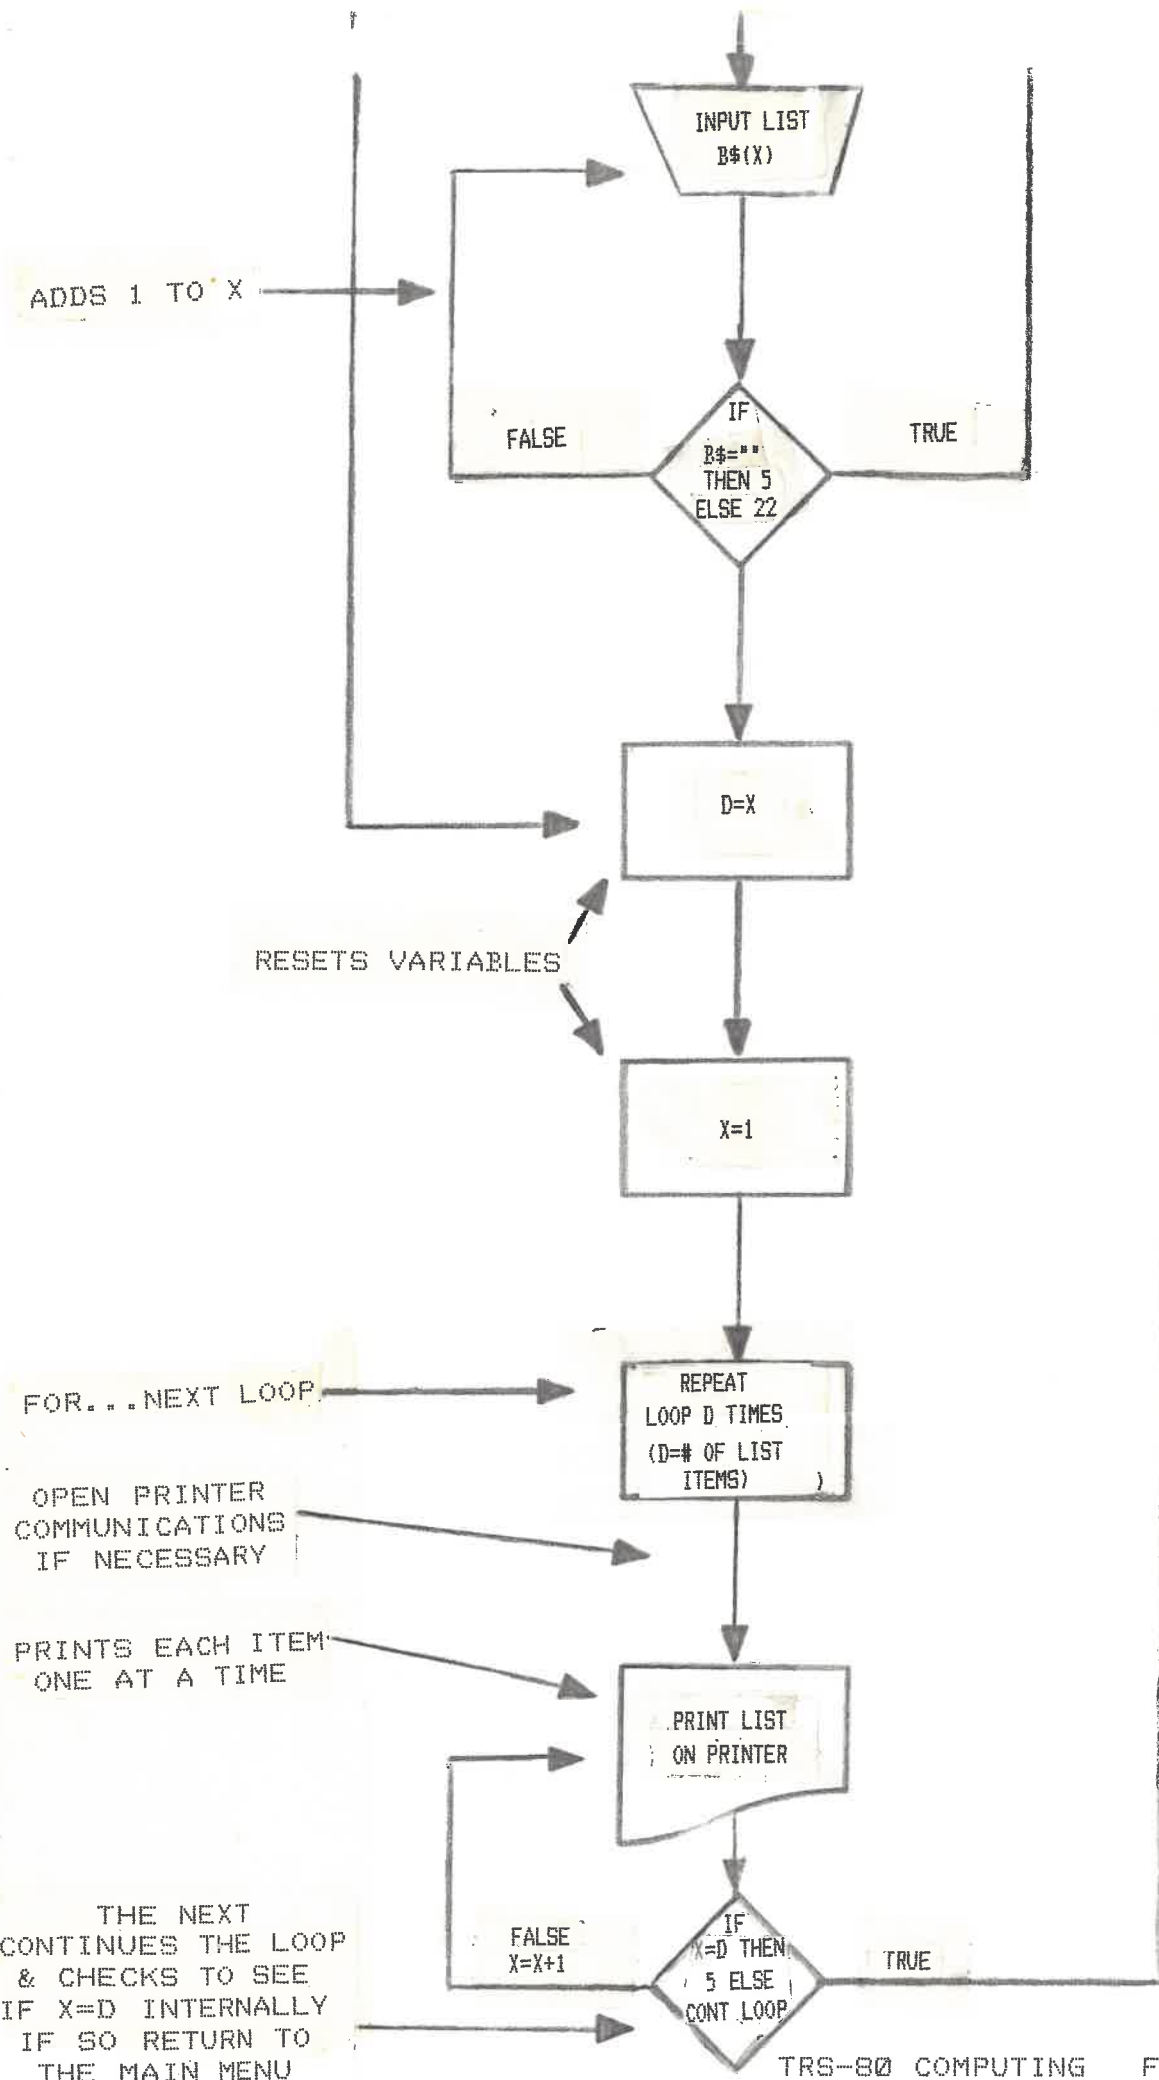 INPUT LIST
B$(X)
ADDS 1 TO X
FALSE
IF
B$=""
THEN 5
ELSE 22
TRUE
D=X
RESETS VARIABLES
X=1
FOR...NEXT LOOP
REPEAT
LOOP D TIMES
(D=# OF LIST
ITEMS) )
OPEN PRINTER
COMMUNICATIONS
IF NECESSARY
PRINTS EACH ITEM
ONE AT A TIME
PRINT LIST
ON PRINTER
THE NEXT
CONTINUES THE LOOP
& CHECKS TO SEE
IF X=D INTERNALLY
IF SO RETURN TO
THE MAIN MENU
FALSE
X=X+1
IF
X=D THEN
5 ELSE
CONT LOOP
TRUE
TRS-80 COMPUTING F